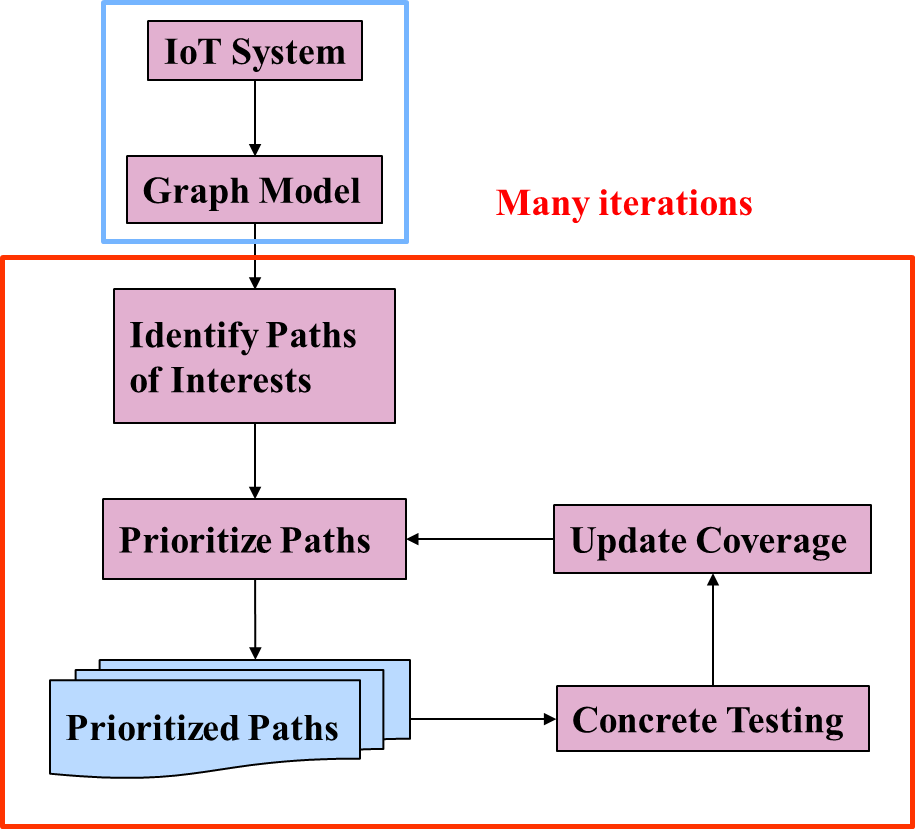 IoT System
Graph Model
Many iterations
Identify Paths
of Interests
Prioritize Paths
Update Coverage
Prioritized Paths
Concrete Testing